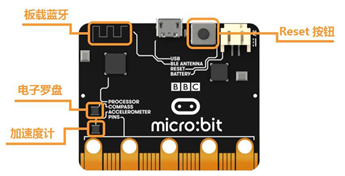 板载蓝牙
Reset 按钮
USB
BLE ANTENNA
RESET
BATTERY
BBC
电子罗盘
加速度计
PROCESSOR
COMPASS
ACCELEROMETER
PINS
micro:bit